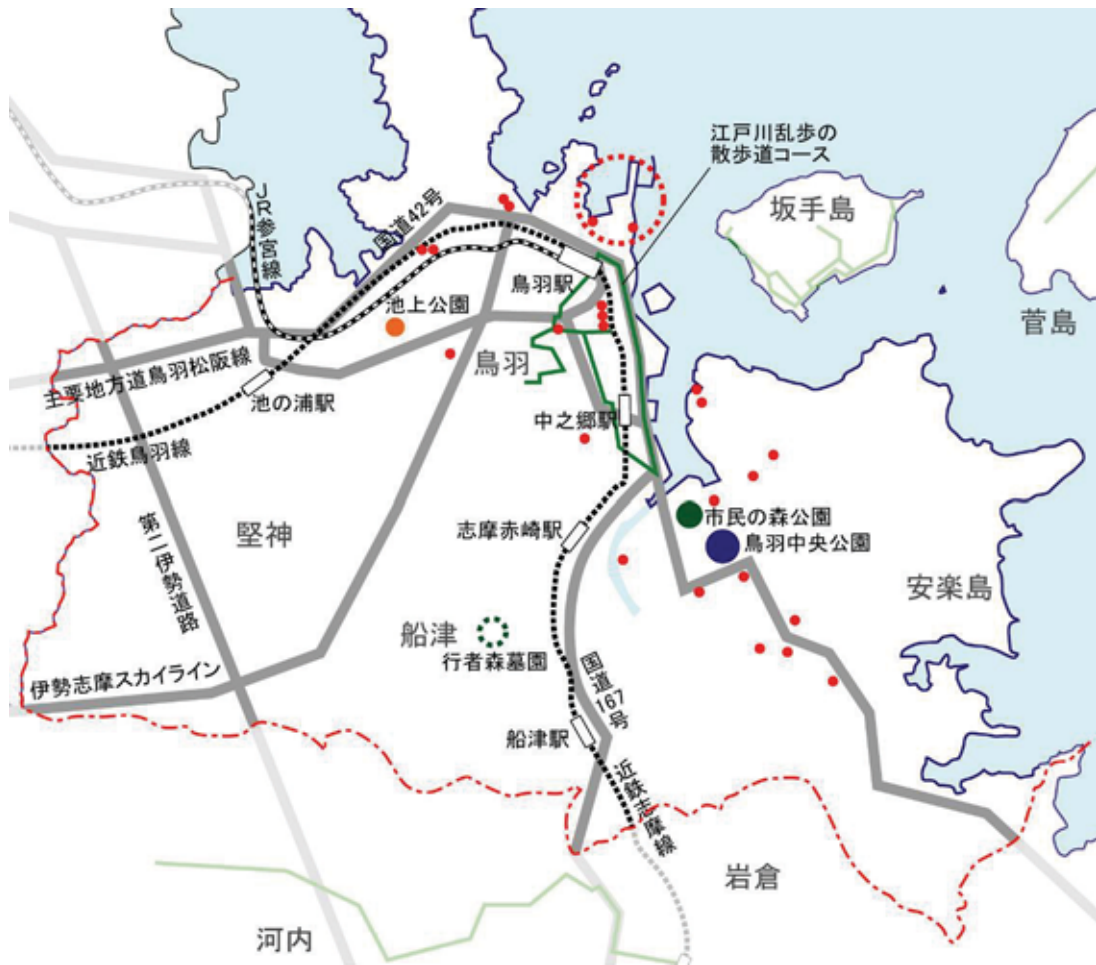 江戸川乱歩の
散歩道コース
坂手島
菅島
JR参宮線
国道42号
鳥羽駅
池上公園
鳥羽
主要地方道鳥羽松阪線
池の浦駅
中之郷駅
近鉄鳥羽線
市民の森公園
鳥羽中央公園
志摩赤崎駅
堅神
第二伊勢道路
安楽島
船津
行者森墓園
伊勢志摩スカイライン
国道167号
船津駅
近鉄志摩線
岩倉
河内